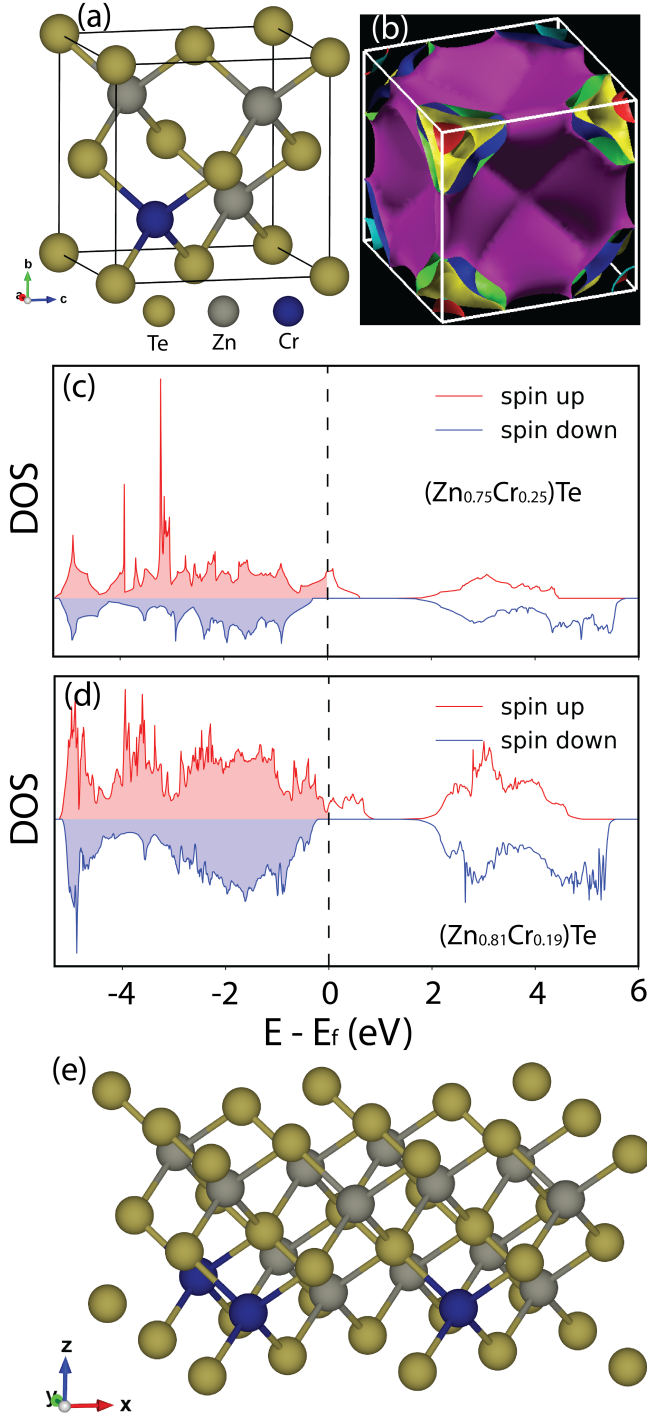 (a)
b
a
c
Te
Zn
Cr
(b)
(c)
spin up
spin down
(Zn₀.₇₅Cr₀.₂₅)Te
DOS
(d)
spin up
spin down
(Zn₀.₈₁Cr₀.₁₉)Te
DOS
-4
-2
0
2
4
6
E - E_f (eV)
(e)
z
y
x